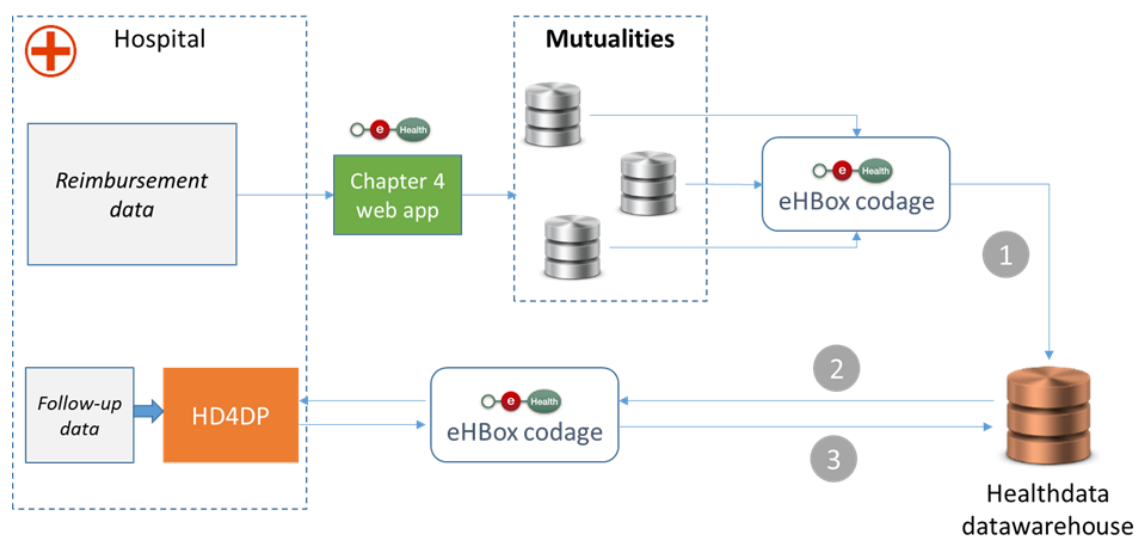 Hospital
Mutualities
Reimbursement
data
e Health
Chapter 4
web app
e Health
eHBox codage
1
Follow-up
data
HD4DP
e Health
eHBox codage
2
3
Healthdata
datawarehouse